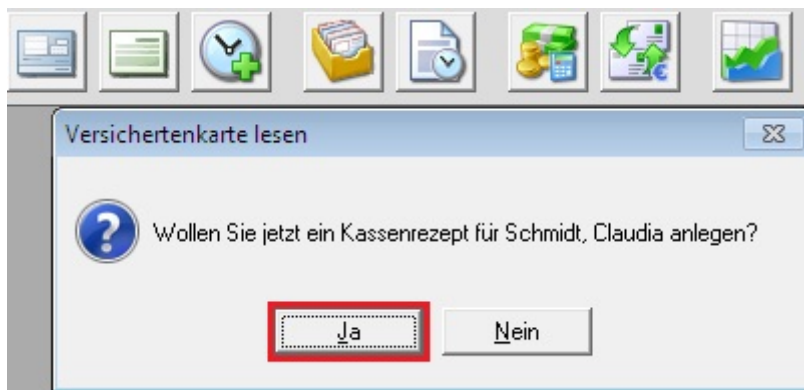 Versichertenkarte lesen
Wollen Sie jetzt ein Kassenrezept für Schmidt, Claudia anlegen?
Ja
Nein